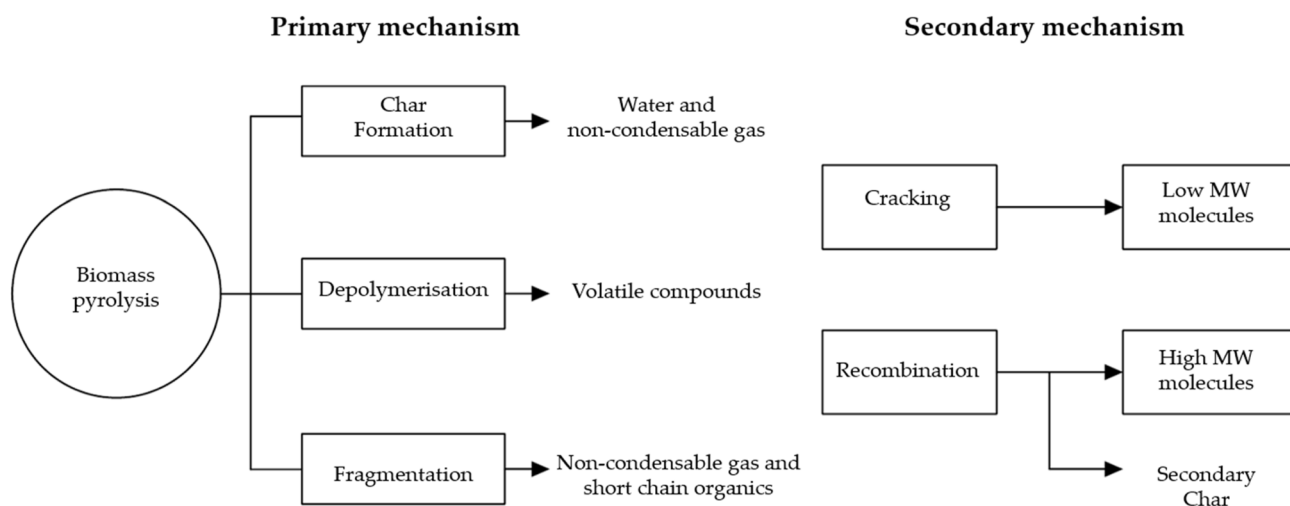 Primary mechanism
Secondary mechanism
Char
Formation
Water and
non-condensable gas
Biomass
pyrolysis
Depolymerisation
Volatile compounds
Fragmentation
Non-condensable gas and
short chain organics
Cracking
Low MW
molecules
Recombination
High MW
molecules
Secondary
Char